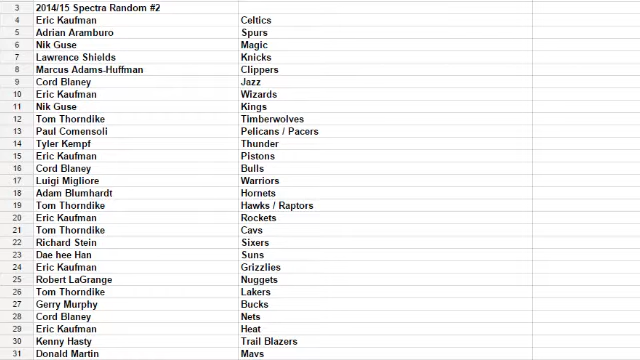 3 2014/15 Spectra Random #2
4 Eric Kaufman Celtics
5 Adrian Aramburo Spurs
6 Nik Guse Magic
7 Lawrence Shields Knicks
8 Marcus Adams-Huffman Clippers
9 Cord Blaney Jazz
10 Eric Kaufman Wizards
11 Nik Guse Kings
12 Tom Thorndike Timberwolves
13 Paul Comensoli Pelicans / Pacers
14 Tyler Kempf Thunder
15 Eric Kaufman Pistons
16 Cord Blaney Bulls
17 Luigi Migliore Warriors
18 Adam Blumhardt Hornets
19 Tom Thorndike Hawks / Raptors
20 Eric Kaufman Rockets
21 Tom Thorndike Cavs
22 Richard Stein Sixers
23 Dae hee Han Suns
24 Eric Kaufman Grizzlies
25 Robert LaGrange Nuggets
26 Tom Thorndike Lakers
27 Gerry Murphy Bucks
28 Cord Blaney Nets
29 Eric Kaufman Heat
30 Kenny Hasty Trail Blazers
31 Donald Martin Mavs